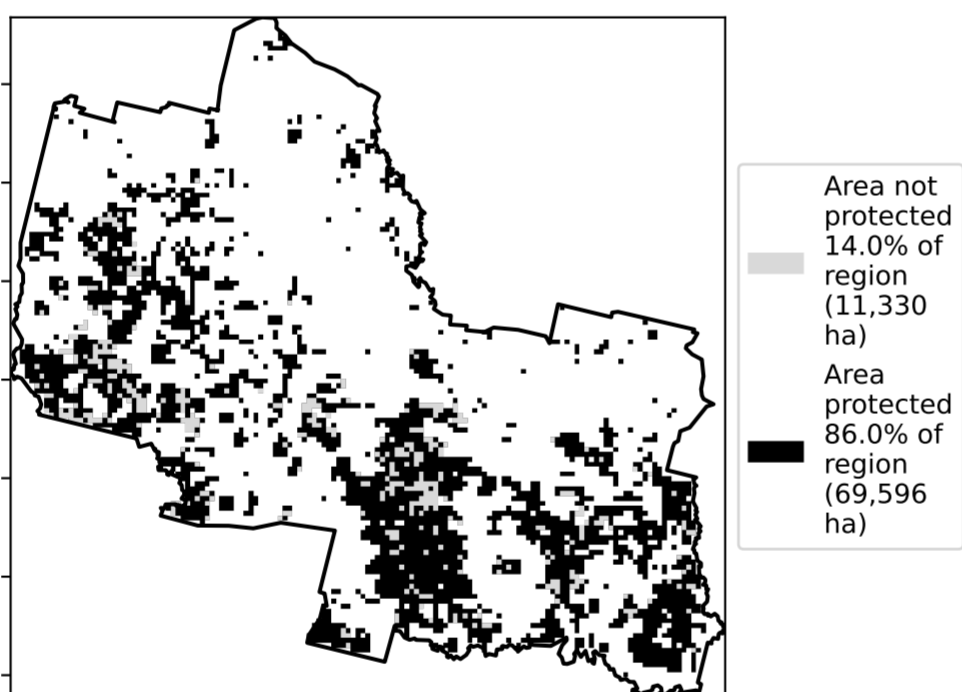 Area not
protected
14.0% of
region
(11,330
ha)
Area
protected
86.0% of
region
(69,596
ha)